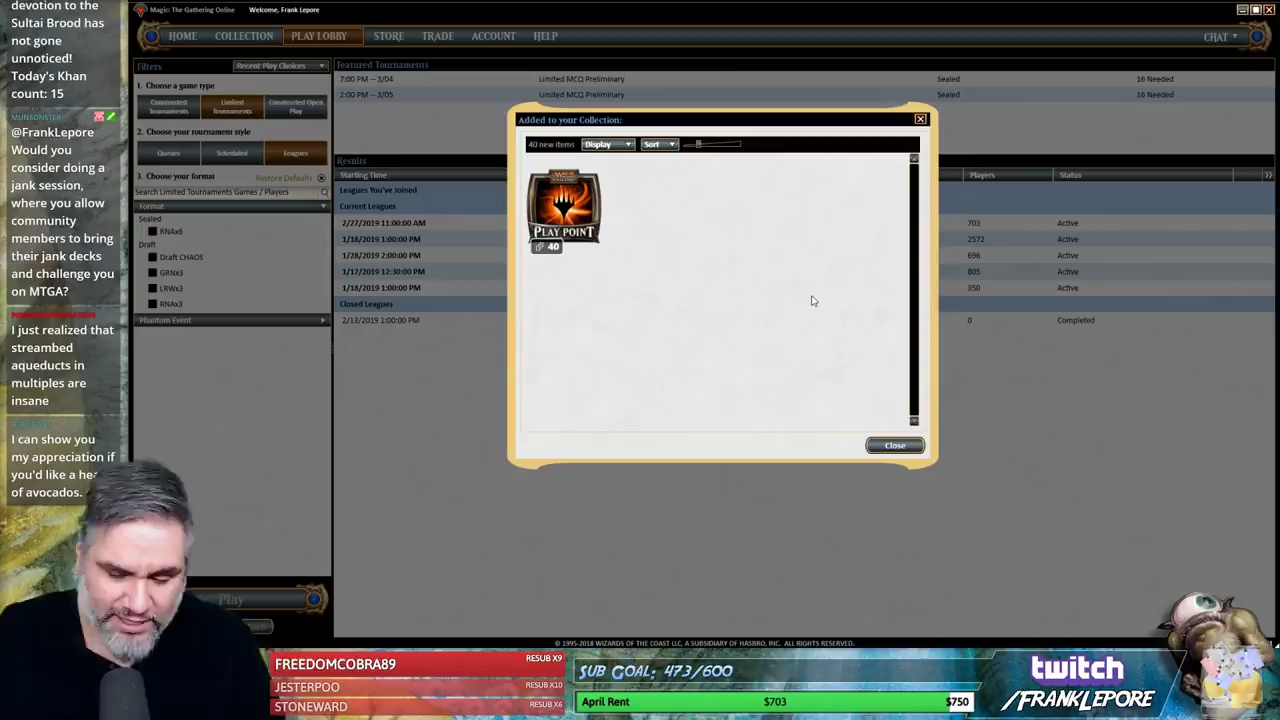 devotion to the
Sultai Brood has
not gone
unnoticed!
Today's Khan
count: 15
MUNSONSTER
@FrankLepore
Would you
consider doing a
jank session,
where you allow
community
members to bring
their jank decks
and challenge you
on MTGA?
I just realized that
streambed
aqueducts in
multiples are
insane
I can show you
my appreciation if
you'd like a
of avocados.
Magic: The Gathering Online
Welcome, Frank Lepore
HOME
COLLECTION
PLAY LOBBY
STORE
TRADE
ACCOUNT
HELP
CHAT
Filters
Recent Play Choices
1. Choose a game type
Constructed Tournaments
Limited Tournaments
Constructed Open Play
2. Choose your tournament style
Queues
Scheduled
Leagues
3. Choose your format
Restore Defaults
Search Limited Tournaments Games / Players
Format
Sealed
RNAx6
Draft
Draft CHAOS
GRNx3
LRWx3
RNAx3
Phantom Event
Play
Featured Tournaments
7:00 PM -- 3/04 Limited MCQ Preliminary Sealed 16 Needed
2:00 PM -- 3/05 Limited MCQ Preliminary Sealed 16 Needed
Results
Starting Time Players Status
Leagues You've Joined
Current Leagues
2/27/2019 11:00:00 AM 703 Active
1/18/2019 1:00:00 PM 2572 Active
1/28/2019 2:00:00 PM 696 Active
1/17/2019 12:30:00 PM 805 Active
1/18/2019 1:00:00 PM 350 Active
Closed Leagues
2/13/2019 1:00:00 PM 0 Completed
Added to your Collection:
40 new items
Display
Sort
PLAY POINT
40
Close
© 1995-2018 WIZARDS OF THE COAST LLC, A SUBSIDIARY OF HASBRO, INC. ALL RIGHTS RESERVED.
FREEDOMCOBRA89 RESUB X9
JESTERPOO RESUB X10
STONEWARD RESUB X6
SUB GOAL: 473/600
April Rent $703 $750
twitch
/FRANKLEPORE